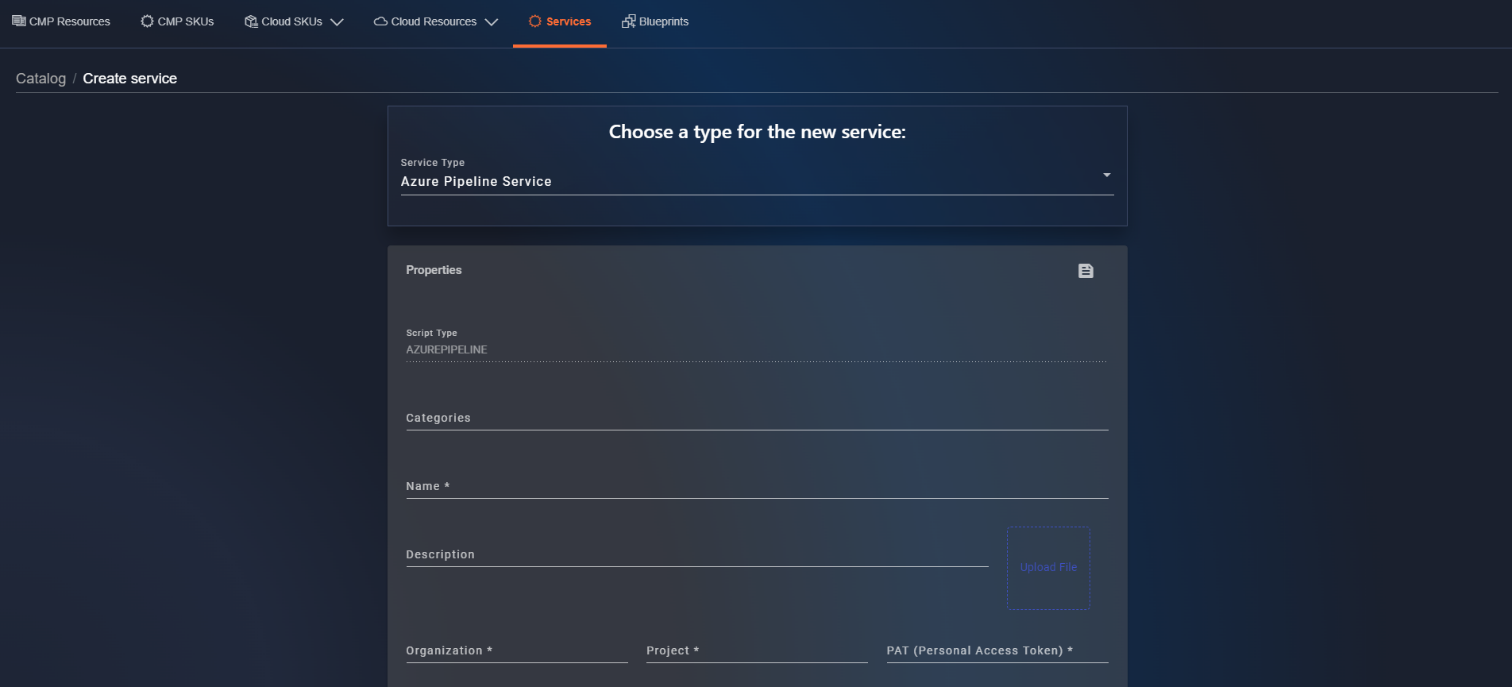 CMP Resources CMP SKUs Cloud SKUs Cloud Resources Services Blueprints
Catalog / Create service
Choose a type for the new service:
Service Type
Azure Pipeline Service
Properties
Script Type
AZUREPIPELINE
Categories
Name *
Description
Upload File
Organization * Project * PAT (Personal Access Token) *